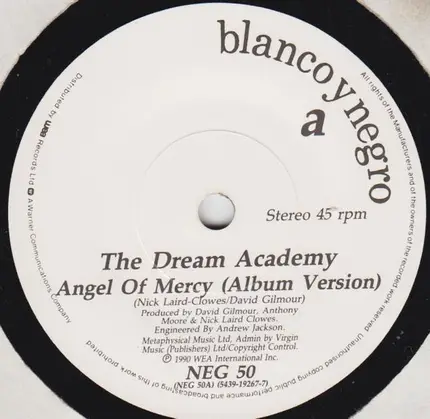 blanco y negro
a
Stereo 45 rpm
The Dream Academy
Angel Of Mercy (Album Version)
(Nick Laird-Clowes/David Gilmour)
Produced by David Gilmour, Anthony
Moore & Nick Laird Clowes.
Engineered By Andrew Jackson.
Metaphysical Music Ltd, Admin by Virgin
Music (Publishers) Ltd/Copyright Control.
℗ 1990 WEA International Inc.
NEG 50
(NEG 50A) (5439-19267-7)
All rights of the Manufacturers and of the owners of the recorded work reserved. Unauthorised copying public performance and broadcasting of this work prohibited
Distributed by wea Records Ltd. A Warner Communications Company